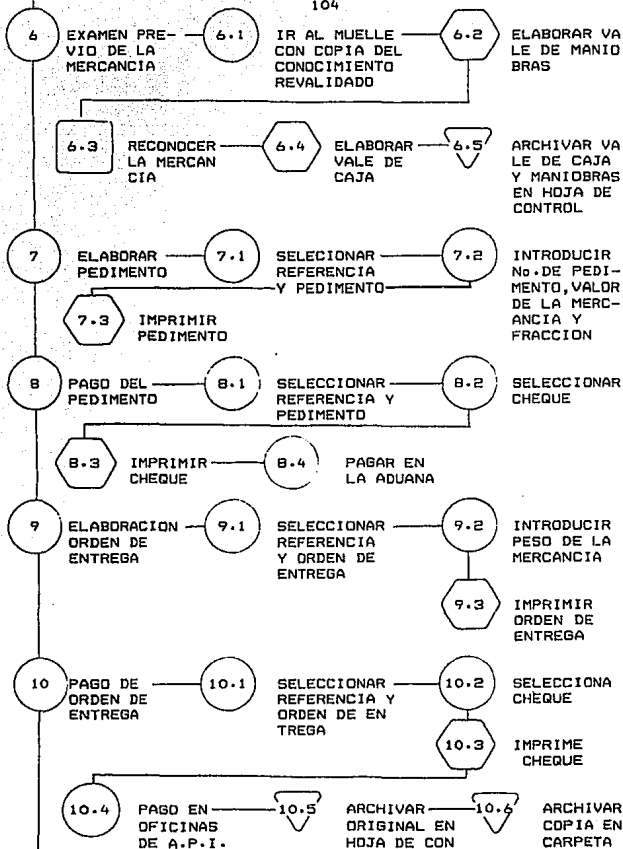 104
6 EXAMEN PRE-
VIO DE LA
MERCANCIA
6.1 IR AL MUELLE
CON COPIA DEL
CONOCIMIENTO
REVALIDADO
6.2 ELABORAR VA
LE DE MANIO
BRAS
6.3 RECONOCER
LA MERCAN
CIA
6.4 ELABORAR
VALE DE
CAJA
6.5 ARCHIVAR VA
LE DE CAJA
Y MANIOBRAS
EN HOJA DE
CONTROL
7 ELABORAR
PEDIMENTO
7.1 SELECIONAR
REFERENCIA
Y PEDIMENTO
7.2 INTRODUCIR
No.DE PEDI-
MENTO,VALOR
DE LA MERC-
ANCIA Y
FRACCION
7.3 IMPRIMIR
PEDIMENTO
8 PAGO DEL
PEDIMENTO
8.1 SELECCIONAR
REFERENCIA Y
PEDIMENTO
8.2 SELECCIONAR
CHEQUE
8.3 IMPRIMIR
CHEQUE
8.4 PAGAR EN
LA ADUANA
9 ELABORACION
ORDEN DE
ENTREGA
9.1 SELECCIONAR
REFERENCIA
Y ORDEN DE
ENTREGA
9.2 INTRODUCIR
PESO DE LA
MERCANCIA
9.3 IMPRIMIR
ORDEN DE
ENTREGA
10 PAGO DE
ORDEN DE
ENTREGA
10.1 SELECCIONAR
REFERENCIA Y
ORDEN DE EN
TREGA
10.2 SELECCIONA
CHEQUE
10.3 IMPRIME
CHEQUE
10.4 PAGO EN
OFICINAS
DE A.P.I.
10.5 ARCHIVAR
ORIGINAL EN
HOJA DE CON
10.6 ARCHIVAR
COPIA EN
CARPETA